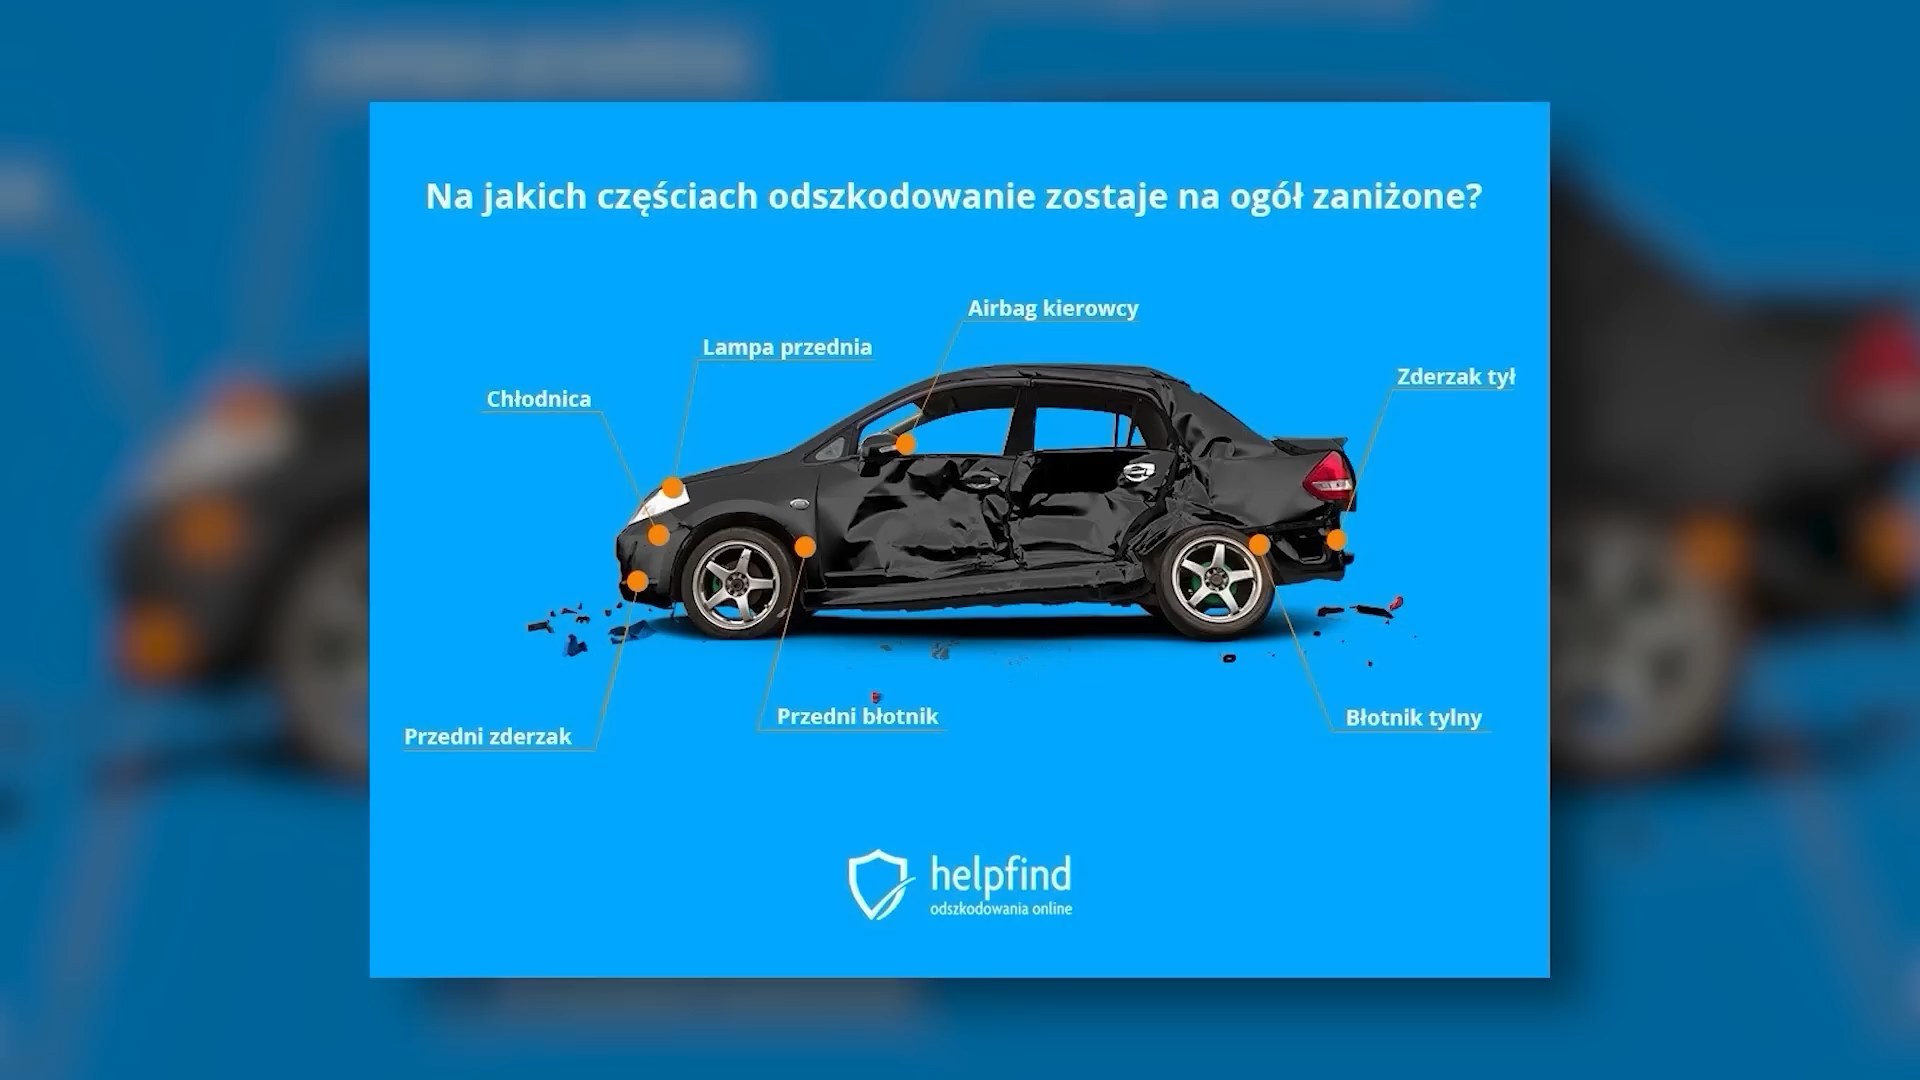 Na jakich częściach odszkodowanie zostaje na ogół zaniżone?
Airbag kierowcy
Lampa przednia
Zderzak tył
Chłodnica
Przedni błotnik
Błotnik tylny
Przedni zderzak
helpfind
odszkodowania online